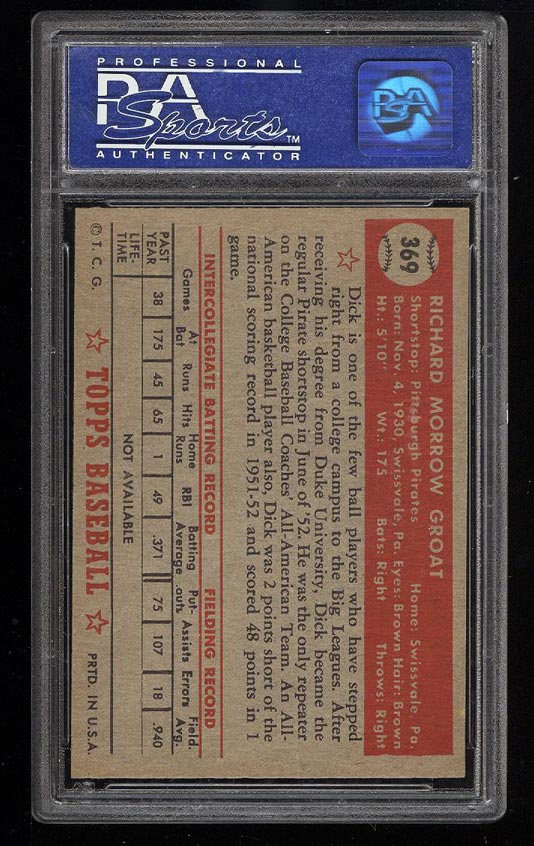 PROFESSIONAL
PSA
Sports™
AUTHENTICATOR
PSA
369
RICHARD MORROW GROAT
Shortstop: Pittsburgh Pirates Home: Swissvale, Pa.
Born: Nov. 4, 1930, Swissvale, Pa. Eyes: Brown Hair: Brown
Ht.: 5'10" Wt.: 175 Bats: Right Throws: Right
Dick is one of the few ball players who have stepped
right from a college campus to the Big Leagues. After
receiving his degree from Duke University, Dick became the
regular Pirate shortstop in June of '52. He was the only repeater
on the College Baseball Coaches' All-American Team. An All-
American basketball player also, Dick was 2 points short of the
national scoring record in 1951-52 and scored 48 points in 1
game.
INTERCOLLEGIATE BATTING RECORD FIELDING RECORD
Games At Bat Runs Hits Home Runs RBI Batting Average Put-outs Assists Errors Field. Avg.
PAST YEAR 38 175 45 65 1 49 .371 75 107 18 .940
LIFE-TIME NOT AVAILABLE
© T. C. G. ☆ TOPPS BASEBALL ☆ PRTD. IN U.S.A.